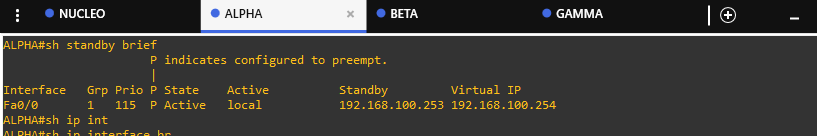 NUCLEO ALPHA × BETA GAMMA
ALPHA#sh standby brief
                     P indicates configured to preempt.
                     |
Interface   Grp  Prio P State   Active          Standby         Virtual IP
Fa0/0       1    115  P Active  local           192.168.100.253 192.168.100.254
ALPHA#sh ip int
ALPHA#sh ip interface br